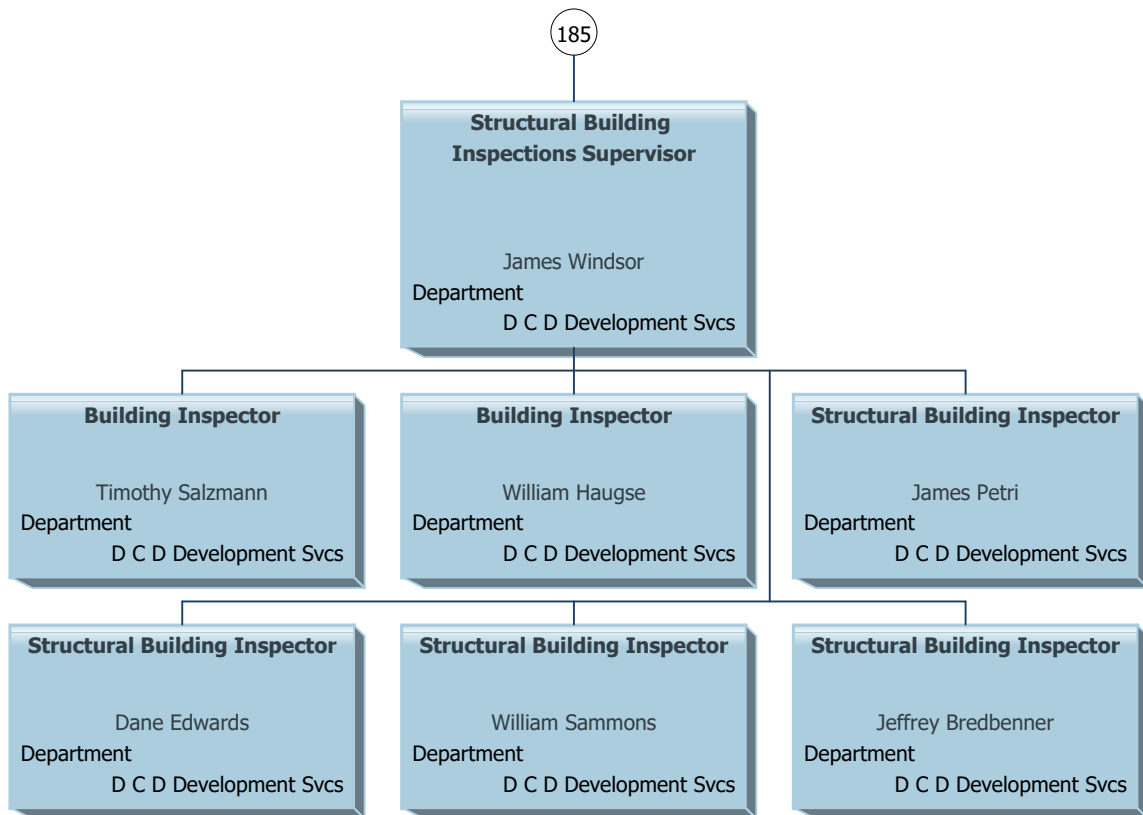 185
Structural Building
Inspections Supervisor
James Windsor
Department
D C D Development Svcs
Building Inspector
Timothy Salzmann
Department
D C D Development Svcs
Building Inspector
William Haugse
Department
D C D Development Svcs
Structural Building Inspector
James Petri
Department
D C D Development Svcs
Structural Building Inspector
Dane Edwards
Department
D C D Development Svcs
Structural Building Inspector
William Sammons
Department
D C D Development Svcs
Structural Building Inspector
Jeffrey Bredbenner
Department
D C D Development Svcs